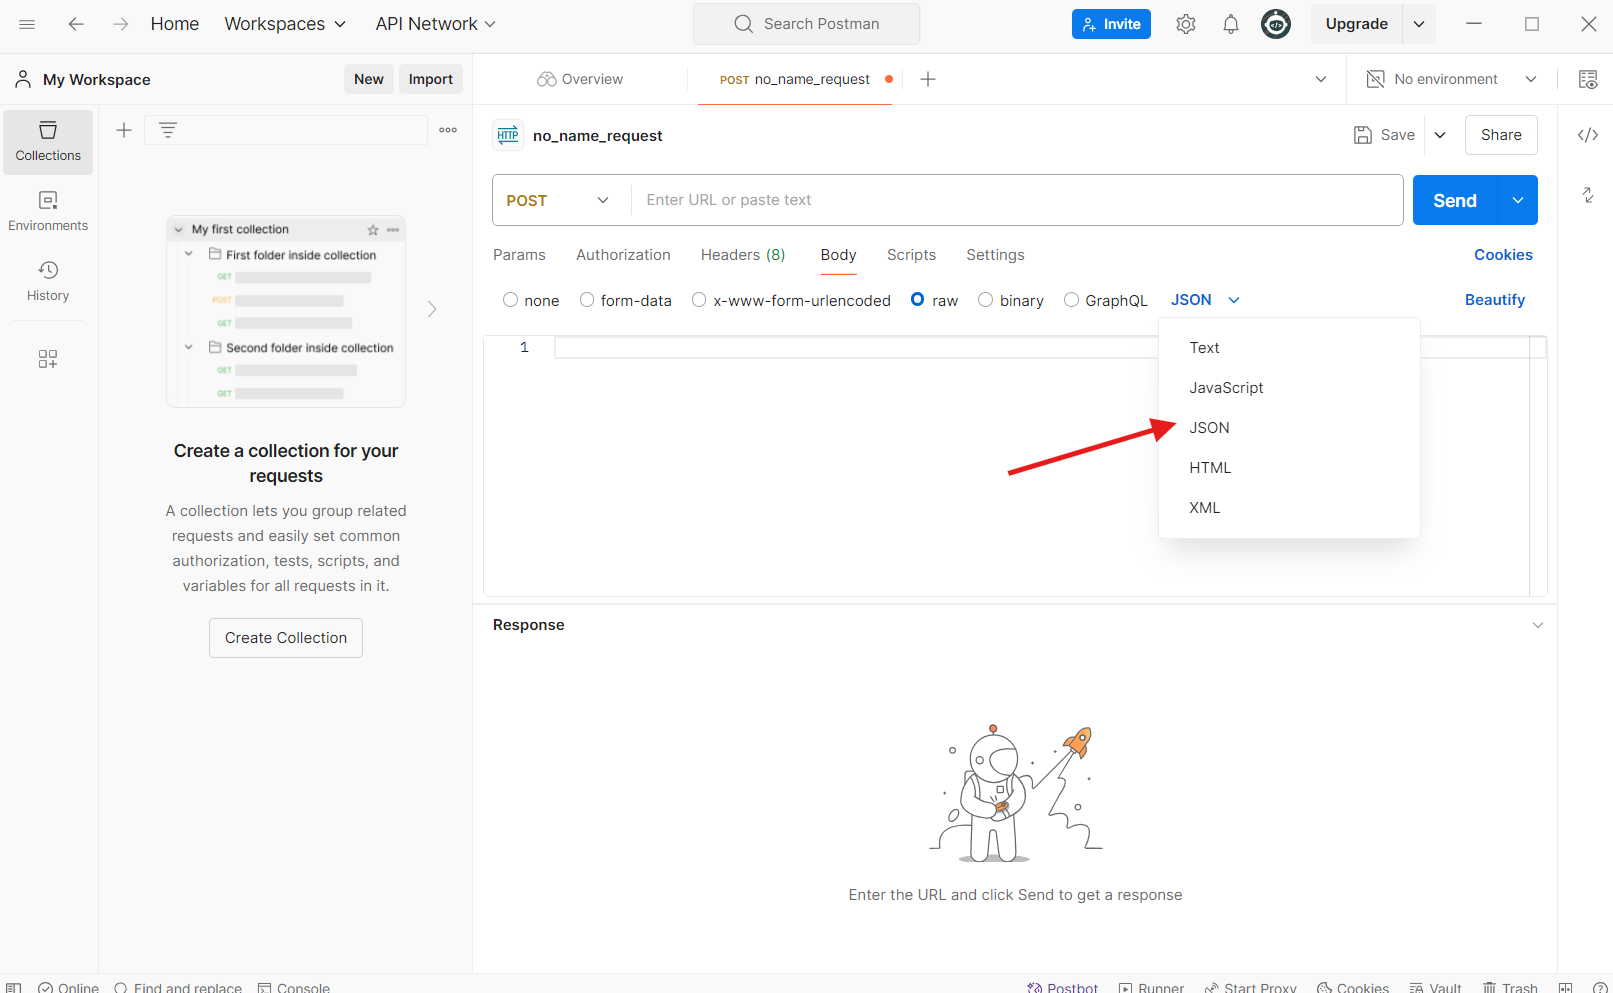 Home Workspaces API Network Search Postman Invite Upgrade
My Workspace New Import Overview POST no_name_request No environment
Collections
Environments
History
My first collection
First folder inside collection
GET
POST
GET
Second folder inside collection
GET
GET
Create a collection for your
requests
A collection lets you group related
requests and easily set common
authorization, tests, scripts, and
variables for all requests in it.
Create Collection
HTTP no_name_request Save Share
POST Enter URL or paste text Send
Params Authorization Headers (8) Body Scripts Settings Cookies
none form-data x-www-form-urlencoded raw binary GraphQL JSON Beautify
1
Text
JavaScript
JSON
HTML
XML
Response
Enter the URL and click Send to get a response
Online Find and replace Console Postbot Runner Start Proxy Cookies Vault Trash